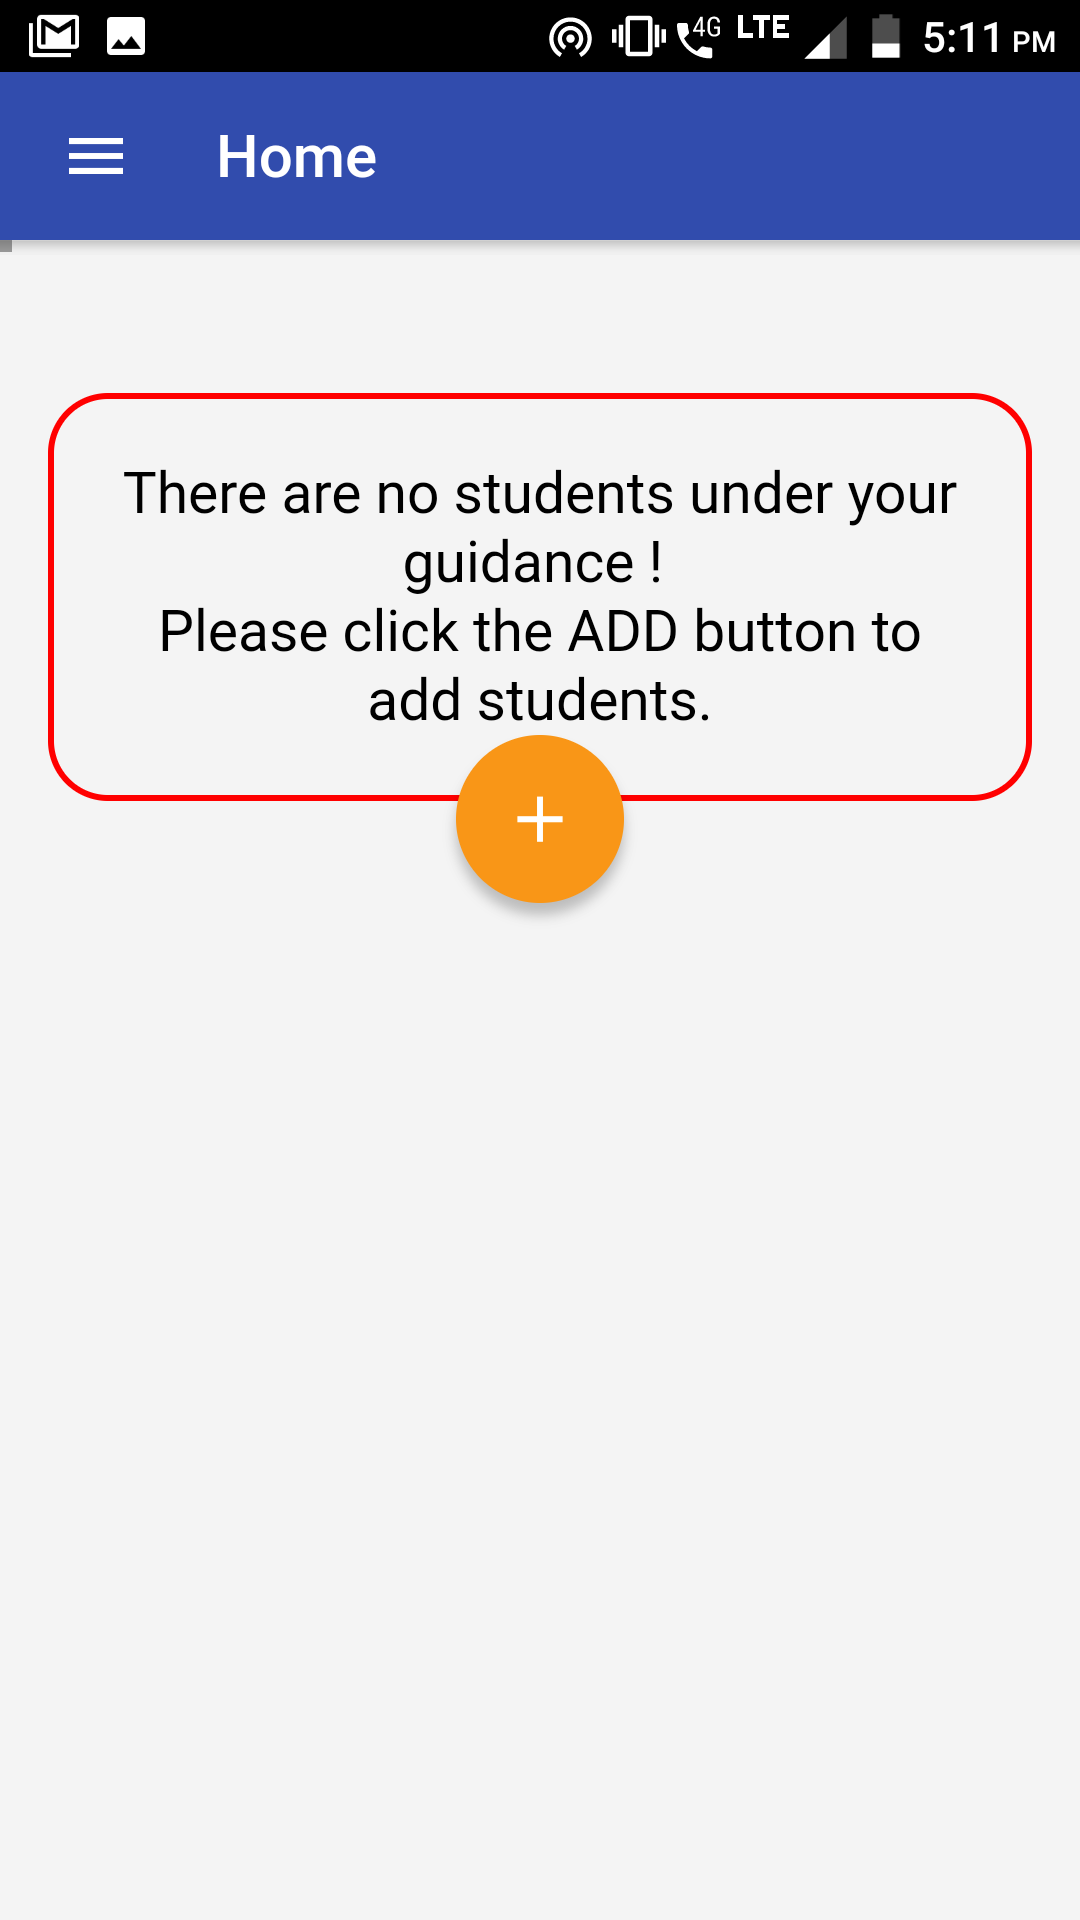 4G LTE 5:11 PM
Home
There are no students under your
guidance !
Please click the ADD button to
add students.